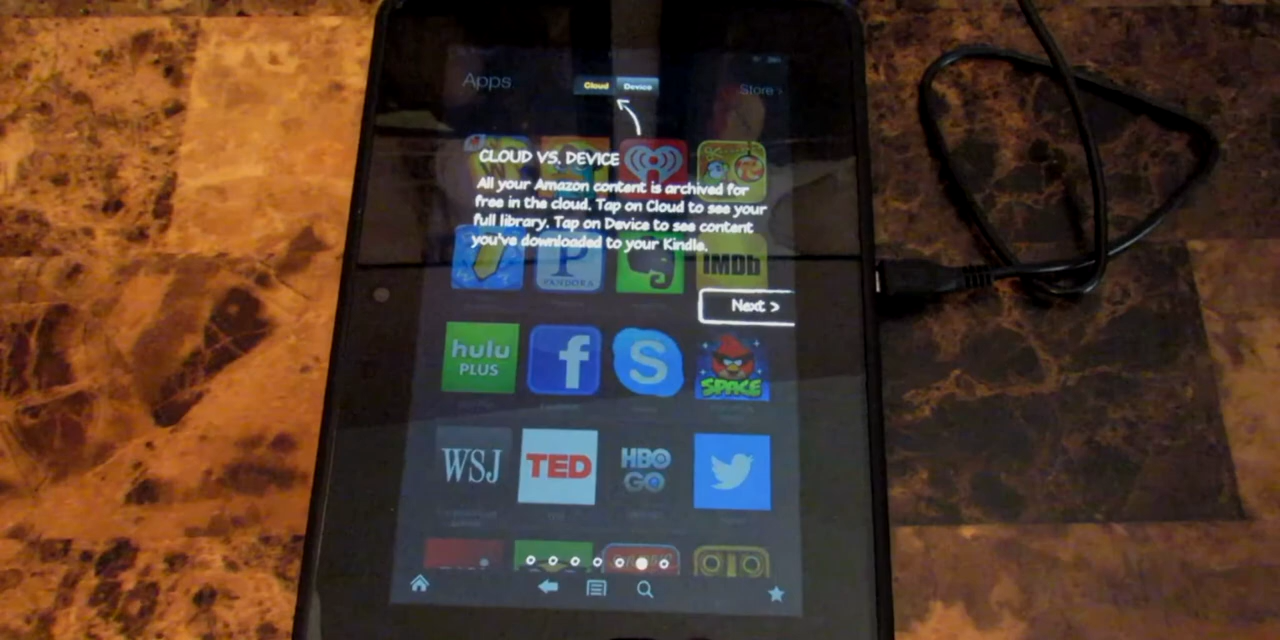 Apps
Cloud Device
Store >
CLOUD VS. DEVICE
All your Amazon content is archived for
free in the cloud. Tap on Cloud to see your
full library. Tap on Device to see content
you've downloaded to your Kindle.
P
PANDORA
IMDb
Next >
hulu
PLUS
f
S
SPACE
WSJ
TED
HBO
GO